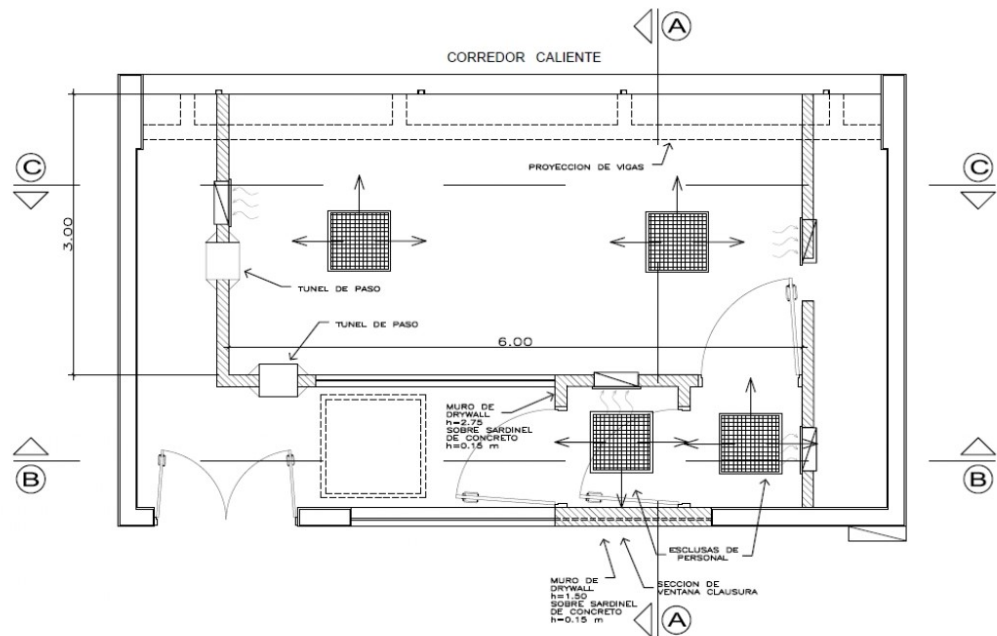 A
CORREDOR CALIENTE
PROYECCION DE VIGAS
C
C
3.00
TUNEL DE PASO
TUNEL DE PASO
6.00
MURO DE
DRYWALL
h=2.75
SOBRE SARDINEL
DE CONCRETO
h=0.15 m
B
B
ESCLUSAS DE
PERSONAL
MURO DE
DRYWALL
h=1.50
SOBRE SARDINEL
DE CONCRETO
h=0.15 m
SECCION DE
VENTANA CLAUSURA
A